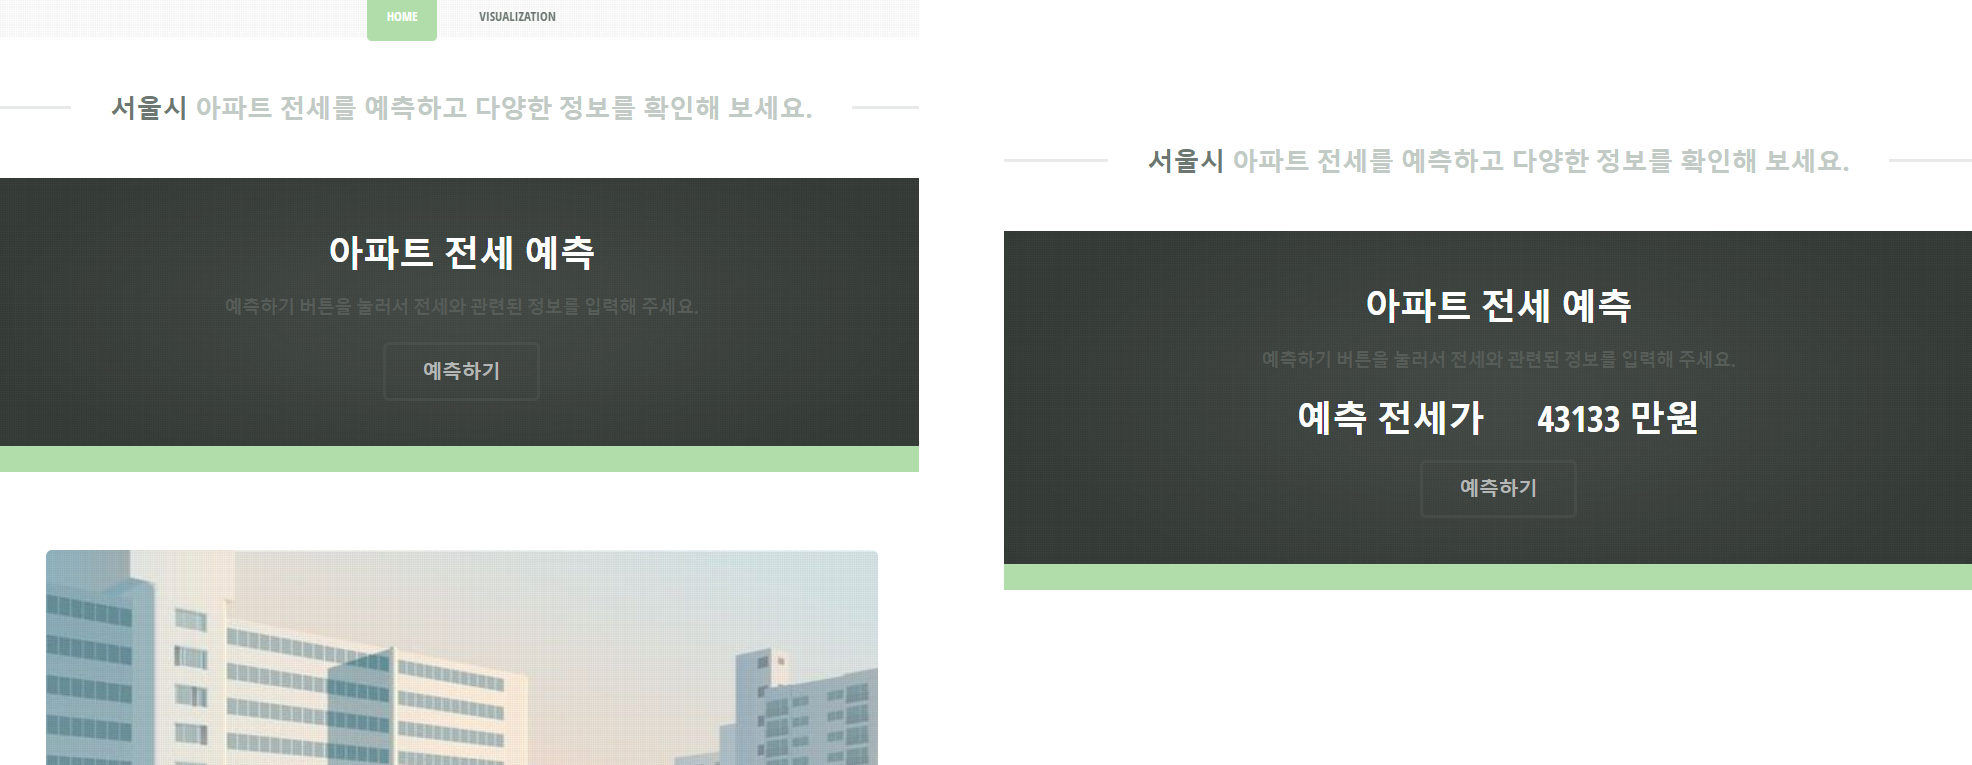 HOME VISUALIZATION
서울시 아파트 전세를 예측하고 다양한 정보를 확인해 보세요.
아파트 전세 예측
예측하기 버튼을 눌러서 전세와 관련된 정보를 입력해 주세요.
예측하기
서울시 아파트 전세를 예측하고 다양한 정보를 확인해 보세요.
아파트 전세 예측
예측하기 버튼을 눌러서 전세와 관련된 정보를 입력해 주세요.
예측 전세가 43133 만원
예측하기